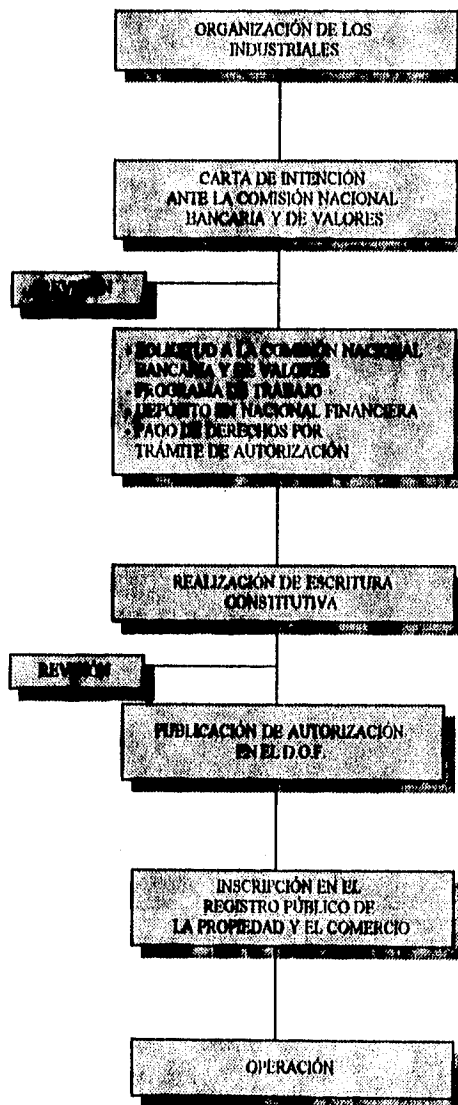 ORGANIZACIÓN DE LOS
INDUSTRIALES
CARTA DE INTENCIÓN
ANTE LA COMISIÓN NACIONAL
BANCARIA Y DE VALORES
REVISIÓN
• SOLICITUD A LA COMISIÓN NACIONAL
BANCARIA Y DE VALORES
• PROGRAMA DE TRABAJO
• DEPÓSITO EN NACIONAL FINANCIERA
• PAGO DE DERECHOS POR
TRÁMITE DE AUTORIZACIÓN
REALIZACIÓN DE ESCRITURA
CONSTITUTIVA
REVISIÓN
PUBLICACIÓN DE AUTORIZACIÓN
EN EL D.O.F.
INSCRIPCIÓN EN EL
REGISTRO PÚBLICO DE
LA PROPIEDAD Y EL COMERCIO
OPERACIÓN